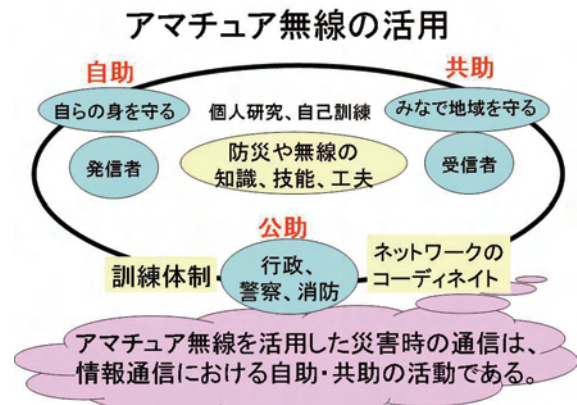 アマチュア無線の活用
自助
共助
自らの身を守る
個人研究、自己訓練
みなで地域を守る
発信者
防災や無線の
知識、技能、工夫
受信者
公助
訓練体制
行政、
警察、消防
ネットワークの
コーディネイト
アマチュア無線を活用した災害時の通信は、
情報通信における自助・共助の活動である。